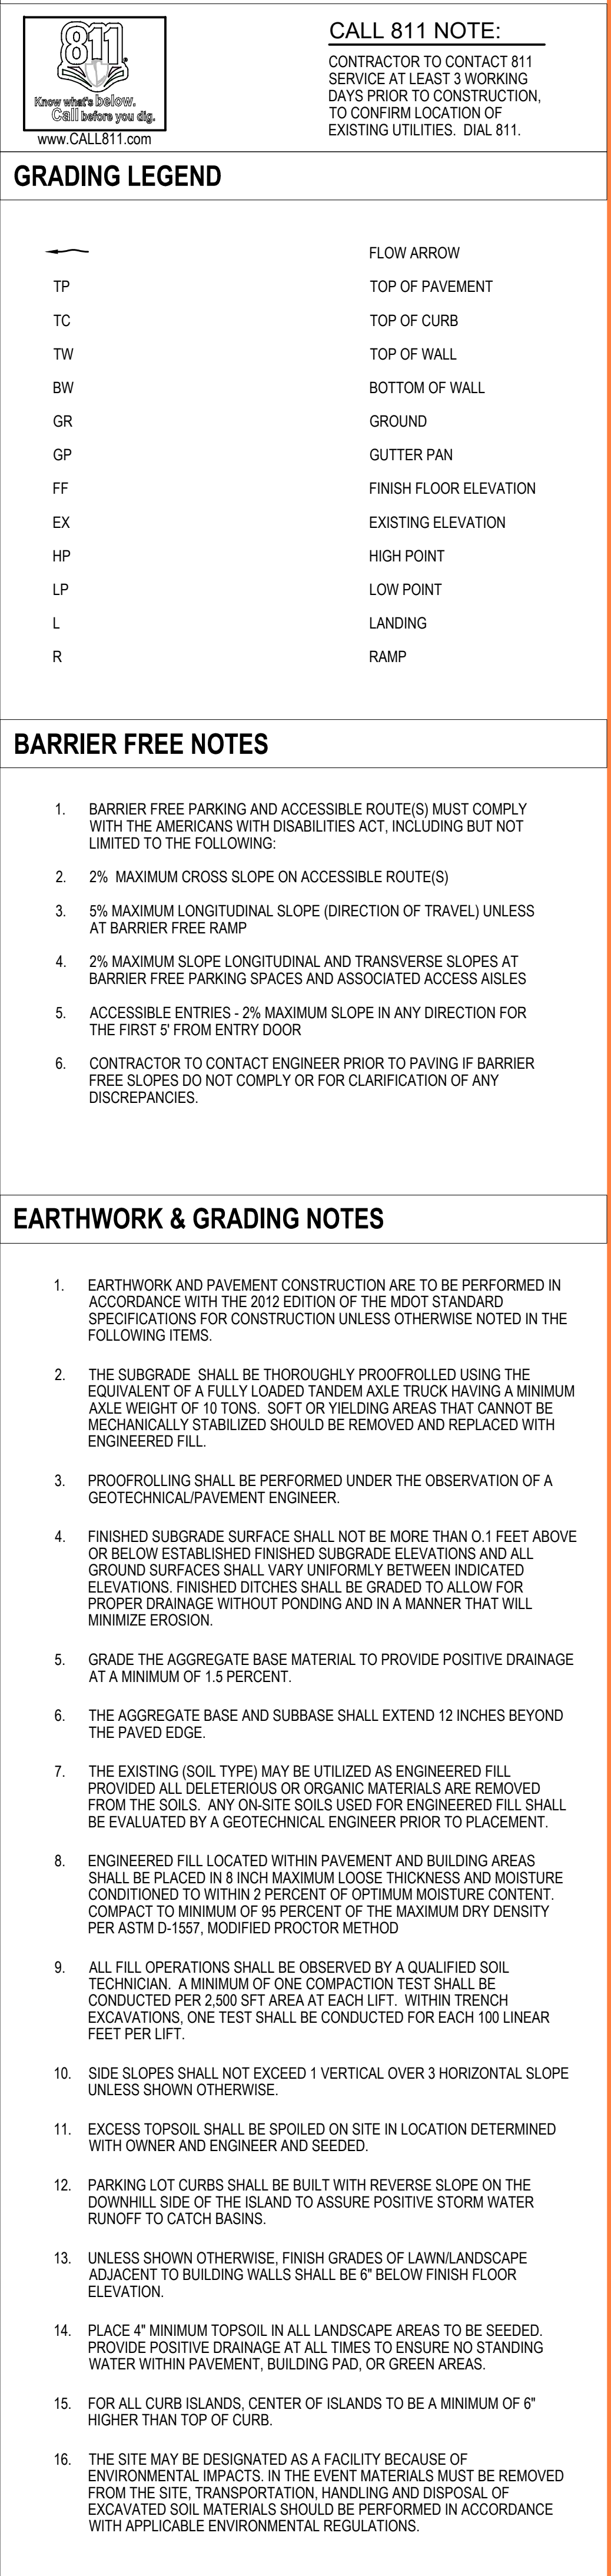 811
Know what's below.
Call before you dig.
www.CALL811.com
CALL 811 NOTE:
CONTRACTOR TO CONTACT 811
SERVICE AT LEAST 3 WORKING
DAYS PRIOR TO CONSTRUCTION,
TO CONFIRM LOCATION OF
EXISTING UTILITIES. DIAL 811.
GRADING LEGEND
FLOW ARROW
TP TOP OF PAVEMENT
TC TOP OF CURB
TW TOP OF WALL
BW BOTTOM OF WALL
GR GROUND
GP GUTTER PAN
FF FINISH FLOOR ELEVATION
EX EXISTING ELEVATION
HP HIGH POINT
LP LOW POINT
L LANDING
R RAMP
BARRIER FREE NOTES
1. BARRIER FREE PARKING AND ACCESSIBLE ROUTE(S) MUST COMPLY
WITH THE AMERICANS WITH DISABILITIES ACT, INCLUDING BUT NOT
LIMITED TO THE FOLLOWING:
2. 2% MAXIMUM CROSS SLOPE ON ACCESSIBLE ROUTE(S)
3. 5% MAXIMUM LONGITUDINAL SLOPE (DIRECTION OF TRAVEL) UNLESS
AT BARRIER FREE RAMP
4. 2% MAXIMUM SLOPE LONGITUDINAL AND TRANSVERSE SLOPES AT
BARRIER FREE PARKING SPACES AND ASSOCIATED ACCESS AISLES
5. ACCESSIBLE ENTRIES - 2% MAXIMUM SLOPE IN ANY DIRECTION FOR
THE FIRST 5' FROM ENTRY DOOR
6. CONTRACTOR TO CONTACT ENGINEER PRIOR TO PAVING IF BARRIER
FREE SLOPES DO NOT COMPLY OR FOR CLARIFICATION OF ANY
DISCREPANCIES.
EARTHWORK & GRADING NOTES
1. EARTHWORK AND PAVEMENT CONSTRUCTION ARE TO BE PERFORMED IN
ACCORDANCE WITH THE 2012 EDITION OF THE MDOT STANDARD
SPECIFICATIONS FOR CONSTRUCTION UNLESS OTHERWISE NOTED IN THE
FOLLOWING ITEMS.
2. THE SUBGRADE SHALL BE THOROUGHLY PROOFROLLED USING THE
EQUIVALENT OF A FULLY LOADED TANDEM AXLE TRUCK HAVING A MINIMUM
AXLE WEIGHT OF 10 TONS. SOFT OR YIELDING AREAS THAT CANNOT BE
MECHANICALLY STABILIZED SHOULD BE REMOVED AND REPLACED WITH
ENGINEERED FILL.
3. PROOFROLLING SHALL BE PERFORMED UNDER THE OBSERVATION OF A
GEOTECHNICAL/PAVEMENT ENGINEER.
4. FINISHED SUBGRADE SURFACE SHALL NOT BE MORE THAN O.1 FEET ABOVE
OR BELOW ESTABLISHED FINISHED SUBGRADE ELEVATIONS AND ALL
GROUND SURFACES SHALL VARY UNIFORMLY BETWEEN INDICATED
ELEVATIONS. FINISHED DITCHES SHALL BE GRADED TO ALLOW FOR
PROPER DRAINAGE WITHOUT PONDING AND IN A MANNER THAT WILL
MINIMIZE EROSION.
5. GRADE THE AGGREGATE BASE MATERIAL TO PROVIDE POSITIVE DRAINAGE
AT A MINIMUM OF 1.5 PERCENT.
6. THE AGGREGATE BASE AND SUBBASE SHALL EXTEND 12 INCHES BEYOND
THE PAVED EDGE.
7. THE EXISTING (SOIL TYPE) MAY BE UTILIZED AS ENGINEERED FILL
PROVIDED ALL DELETERIOUS OR ORGANIC MATERIALS ARE REMOVED
FROM THE SOILS. ANY ON-SITE SOILS USED FOR ENGINEERED FILL SHALL
BE EVALUATED BY A GEOTECHNICAL ENGINEER PRIOR TO PLACEMENT.
8. ENGINEERED FILL LOCATED WITHIN PAVEMENT AND BUILDING AREAS
SHALL BE PLACED IN 8 INCH MAXIMUM LOOSE THICKNESS AND MOISTURE
CONDITIONED TO WITHIN 2 PERCENT OF OPTIMUM MOISTURE CONTENT.
COMPACT TO MINIMUM OF 95 PERCENT OF THE MAXIMUM DRY DENSITY
PER ASTM D-1557, MODIFIED PROCTOR METHOD
9. ALL FILL OPERATIONS SHALL BE OBSERVED BY A QUALIFIED SOIL
TECHNICIAN. A MINIMUM OF ONE COMPACTION TEST SHALL BE
CONDUCTED PER 2,500 SFT AREA AT EACH LIFT. WITHIN TRENCH
EXCAVATIONS, ONE TEST SHALL BE CONDUCTED FOR EACH 100 LINEAR
FEET PER LIFT.
10. SIDE SLOPES SHALL NOT EXCEED 1 VERTICAL OVER 3 HORIZONTAL SLOPE
UNLESS SHOWN OTHERWISE.
11. EXCESS TOPSOIL SHALL BE SPOILED ON SITE IN LOCATION DETERMINED
WITH OWNER AND ENGINEER AND SEEDED.
12. PARKING LOT CURBS SHALL BE BUILT WITH REVERSE SLOPE ON THE
DOWNHILL SIDE OF THE ISLAND TO ASSURE POSITIVE STORM WATER
RUNOFF TO CATCH BASINS.
13. UNLESS SHOWN OTHERWISE, FINISH GRADES OF LAWN/LANDSCAPE
ADJACENT TO BUILDING WALLS SHALL BE 6" BELOW FINISH FLOOR
ELEVATION.
14. PLACE 4" MINIMUM TOPSOIL IN ALL LANDSCAPE AREAS TO BE SEEDED.
PROVIDE POSITIVE DRAINAGE AT ALL TIMES TO ENSURE NO STANDING
WATER WITHIN PAVEMENT, BUILDING PAD, OR GREEN AREAS.
15. FOR ALL CURB ISLANDS, CENTER OF ISLANDS TO BE A MINIMUM OF 6"
HIGHER THAN TOP OF CURB.
16. THE SITE MAY BE DESIGNATED AS A FACILITY BECAUSE OF
ENVIRONMENTAL IMPACTS. IN THE EVENT MATERIALS MUST BE REMOVED
FROM THE SITE, TRANSPORTATION, HANDLING AND DISPOSAL OF
EXCAVATED SOIL MATERIALS SHOULD BE PERFORMED IN ACCORDANCE
WITH APPLICABLE ENVIRONMENTAL REGULATIONS.